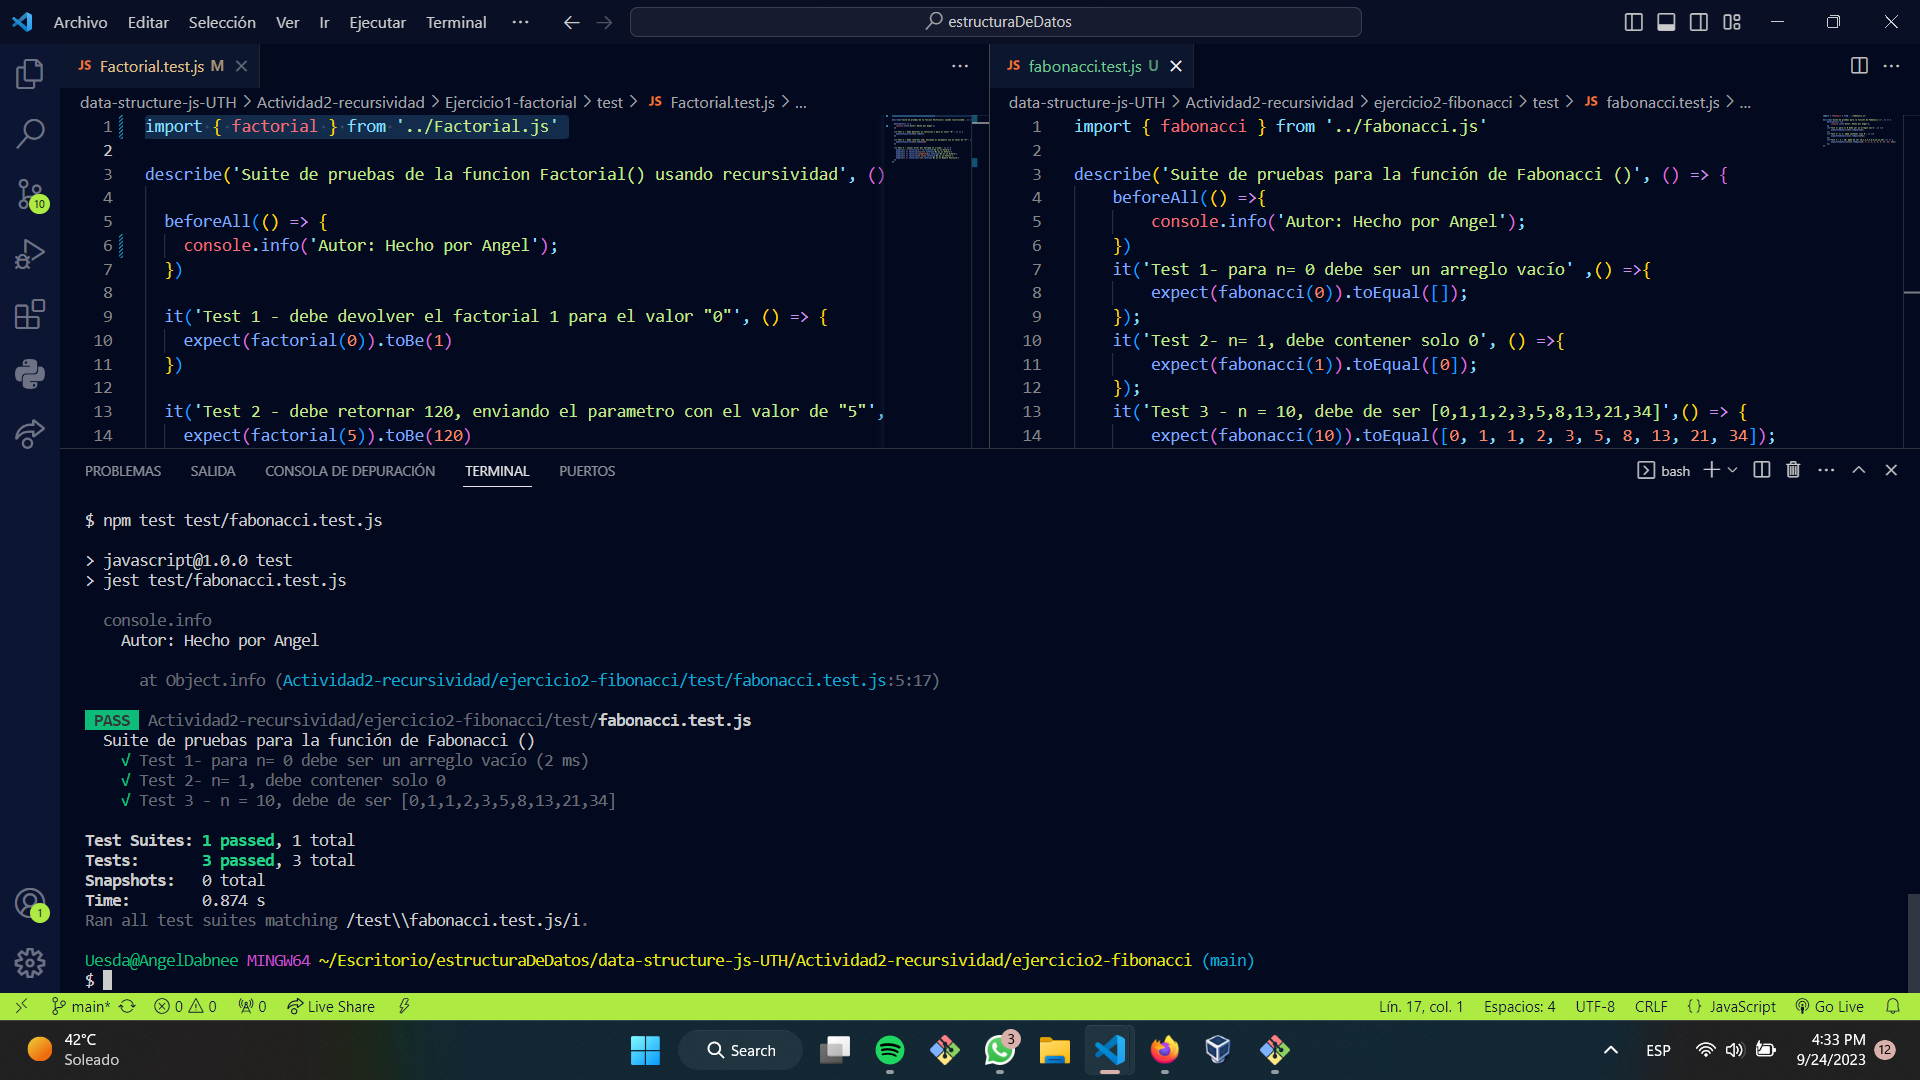 Archivo Editar Selección Ver Ir Ejecutar Terminal ···
estructuraDeDatos
JS Factorial.test.js M
data-structure-js-UTH > Actividad2-recursividad > Ejercicio1-factorial > test > JS Factorial.test.js > ...
1 import { factorial } from '../Factorial.js'
2
3 describe('Suite de pruebas de la funcion Factorial() usando recursividad', ()
4
5 beforeAll(() => {
6 console.info('Autor: Hecho por Angel');
7 })
8
9 it('Test 1 - debe devolver el factorial 1 para el valor "0"', () => {
10 expect(factorial(0)).toBe(1)
11 })
12
13 it('Test 2 - debe retornar 120, enviando el parametro con el valor de "5"',
14 expect(factorial(5)).toBe(120)
JS fabonacci.test.js U
data-structure-js-UTH > Actividad2-recursividad > ejercicio2-fibonacci > test > JS fabonacci.test.js > ...
1 import { fabonacci } from '../fabonacci.js'
2
3 describe('Suite de pruebas para la función de Fabonacci ()', () => {
4 beforeAll(() =>{
5 console.info('Autor: Hecho por Angel');
6 })
7 it('Test 1- para n= 0 debe ser un arreglo vacío' ,() =>{
8 expect(fabonacci(0)).toEqual([]);
9 });
10 it('Test 2- n= 1, debe contener solo 0', () =>{
11 expect(fabonacci(1)).toEqual([0]);
12 });
13 it('Test 3 - n = 10, debe de ser [0,1,1,2,3,5,8,13,21,34]',() => {
14 expect(fabonacci(10)).toEqual([0, 1, 1, 2, 3, 5, 8, 13, 21, 34]);
10
1
PROBLEMAS SALIDA CONSOLA DE DEPURACIÓN TERMINAL PUERTOS
bash
$ npm test test/fabonacci.test.js
> javascript@1.0.0 test
> jest test/fabonacci.test.js
console.info
Autor: Hecho por Angel
at Object.info (Actividad2-recursividad/ejercicio2-fibonacci/test/fabonacci.test.js:5:17)
PASS Actividad2-recursividad/ejercicio2-fibonacci/test/fabonacci.test.js
Suite de pruebas para la función de Fabonacci ()
√ Test 1- para n= 0 debe ser un arreglo vacío (2 ms)
√ Test 2- n= 1, debe contener solo 0
√ Test 3 - n = 10, debe de ser [0,1,1,2,3,5,8,13,21,34]
Test Suites: 1 passed, 1 total
Tests: 3 passed, 3 total
Snapshots: 0 total
Time: 0.874 s
Ran all test suites matching /test\\fabonacci.test.js/i.
Uesda@AngelDabnee MINGW64 ~/Escritorio/estructuraDeDatos/data-structure-js-UTH/Actividad2-recursividad/ejercicio2-fibonacci (main)
$
main* 0 0 0 Live Share
Lín. 17, col. 1 Espacios: 4 UTF-8 CRLF {} JavaScript Go Live
42°C
Soleado
Search
3
ESP
4:33 PM
9/24/2023
12